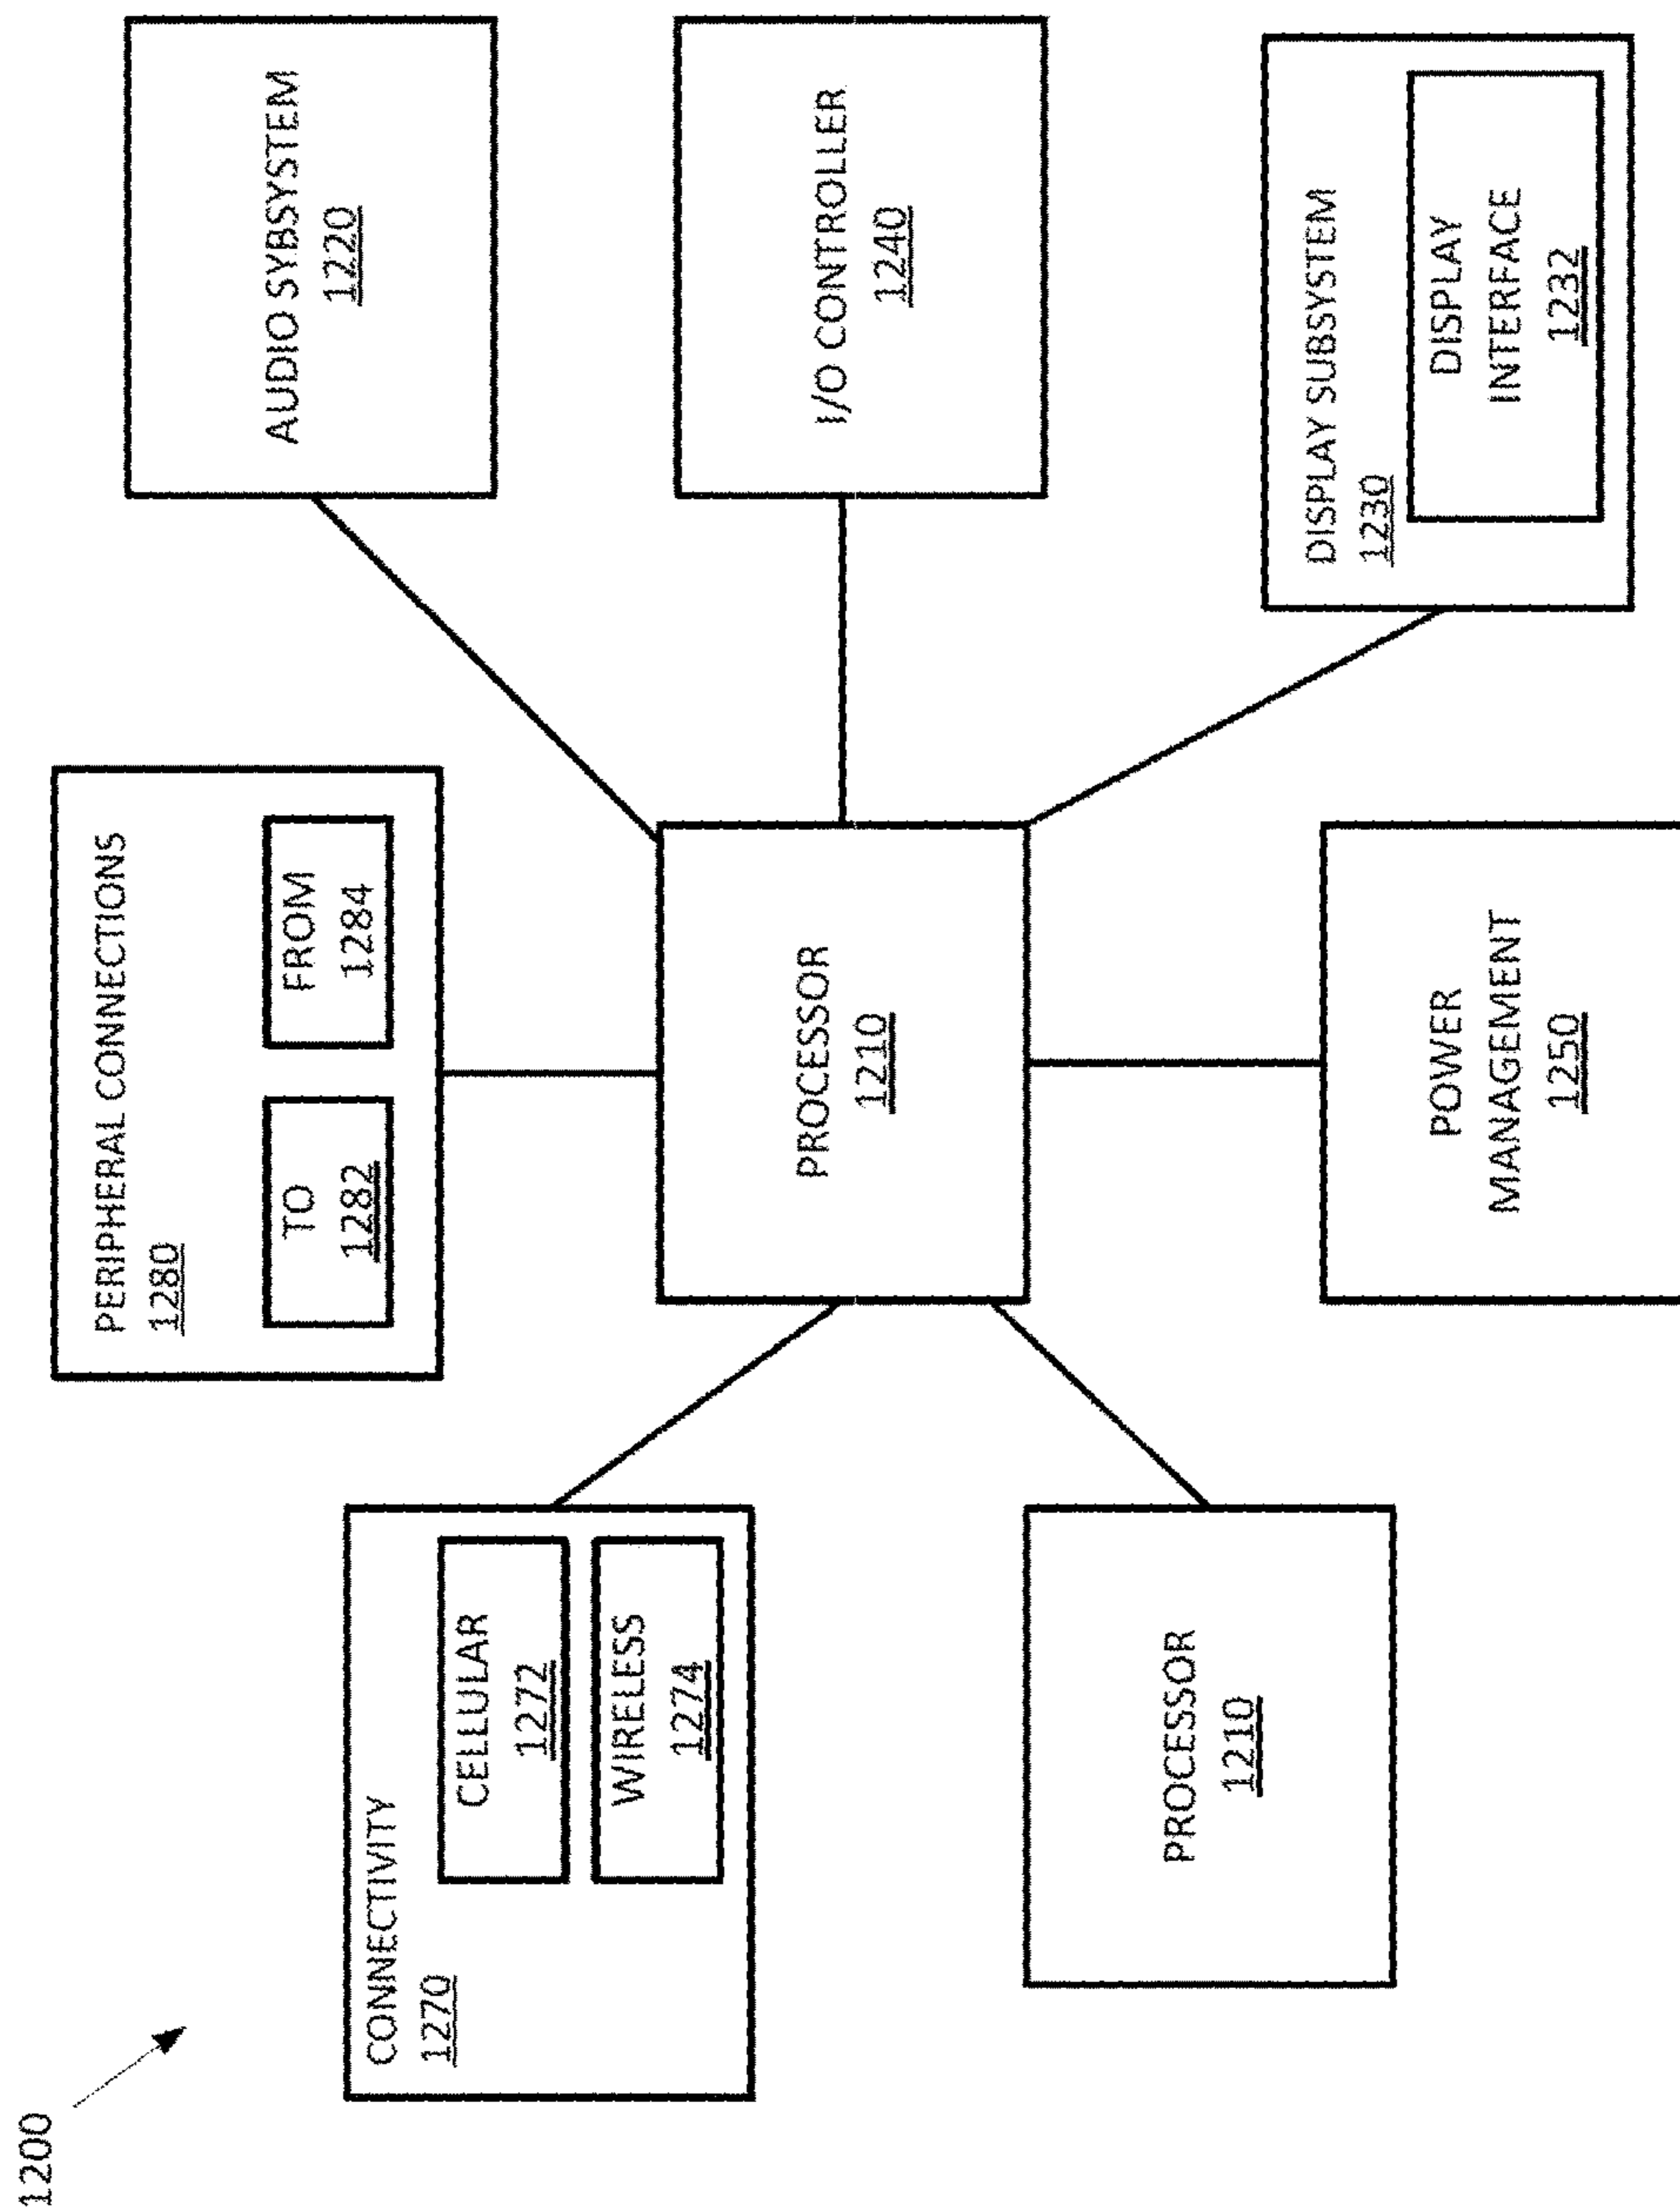 1200
CONNECTIVITY
1270
CELLULAR
1272
WIRELESS
1274
PERIPHERAL CONNECTIONS
1280
TO
1282
FROM
1284
AUDIO SYBSYSTEM
1220
PROCESSOR
1210
I/O CONTROLLER
1240
PROCESSOR
1210
POWER
MANAGEMENT
1250
DISPLAY SUBSYSTEM
1230
DISPLAY
INTERFACE
1232